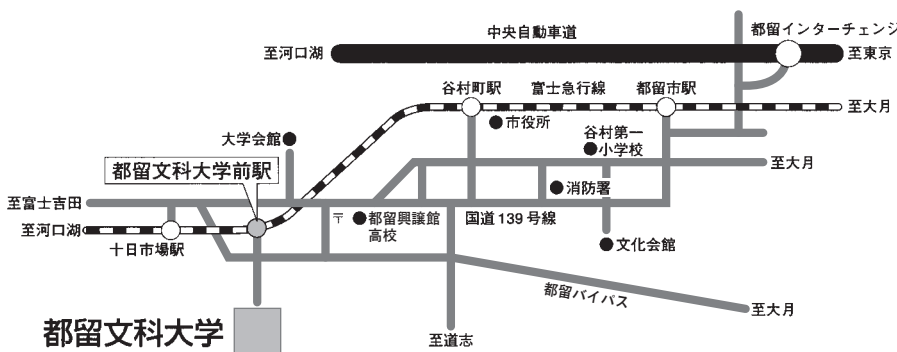 中央自動車道
都留インターチェンジ
至河口湖
至東京
谷村町駅
富士急行線
都留市駅
至大月
市役所
大学会館
谷村第一
小学校
至大月
都留文科大学前駅
消防署
至富士吉田
〒
都留興譲館
高校
国道139号線
至河口湖
十日市場駅
文化会館
都留バイパス
至大月
都留文科大学
至道志